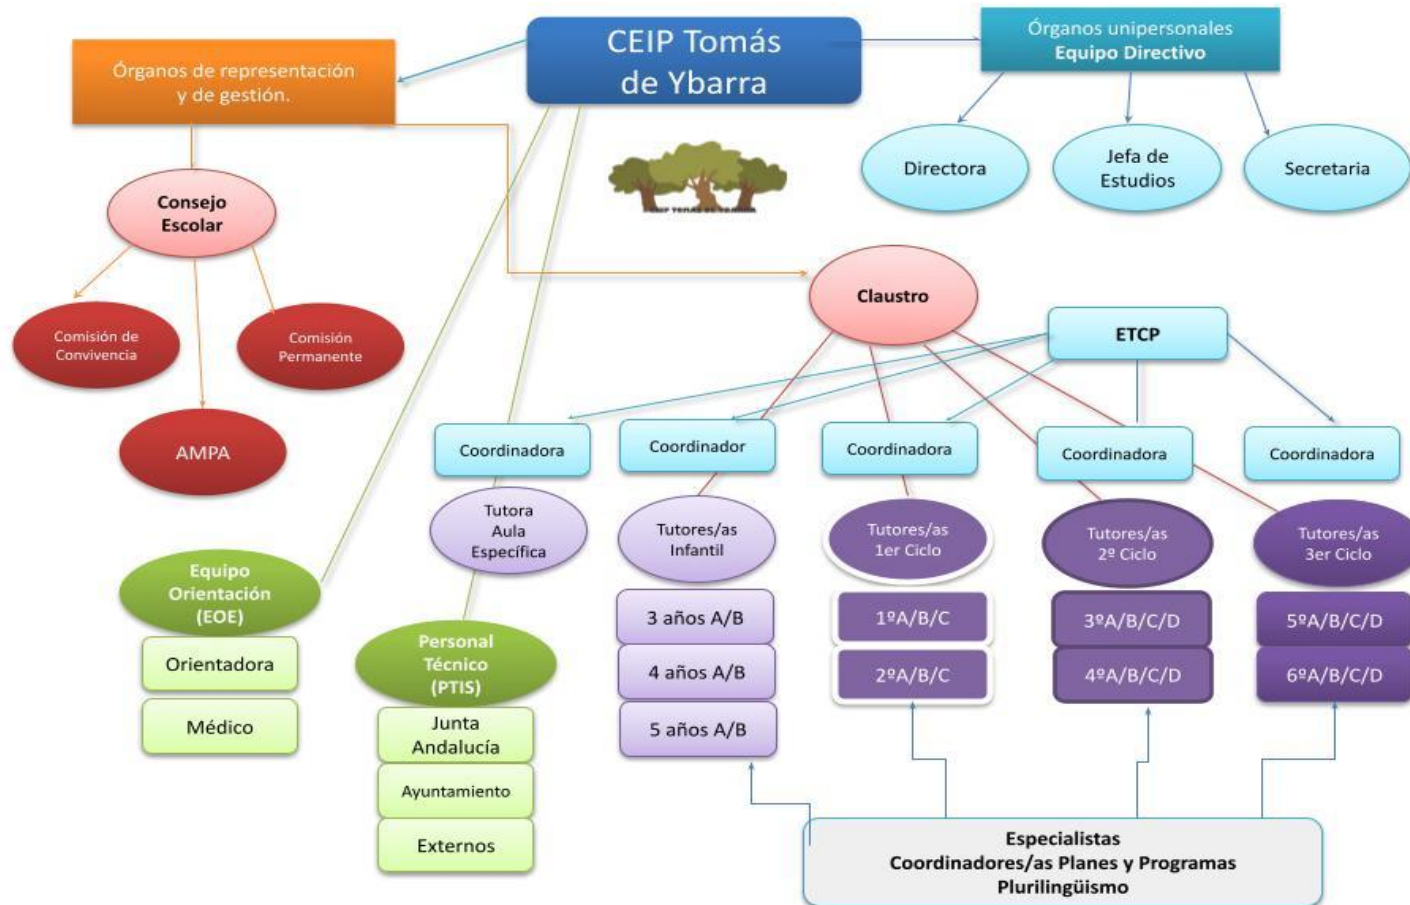 CEIP Tomás
de Ybarra
Órganos unipersonales
Equipo Directivo
Órganos de representación
y de gestión.
Directora
Jefa de
Estudios
Secretaria
CEIP TOMÁS DE YBARRA
Consejo
Escolar
Claustro
Comisión de
Convivencia
Comisión
Permanente
AMPA
ETCP
Coordinadora
Coordinador
Coordinadora
Coordinadora
Coordinadora
Tutora
Aula
Específica
Tutores/as
Infantil
Tutores/as
1er Ciclo
Tutores/as
2º Ciclo
Tutores/as
3er Ciclo
Equipo
Orientación
(EOE)
Orientadora
Médico
Personal
Técnico
(PTIS)
Junta
Andalucía
Ayuntamiento
Externos
3 años A/B
4 años A/B
5 años A/B
1ºA/B/C
2ºA/B/C
3ºA/B/C/D
4ºA/B/C/D
5ºA/B/C/D
6ºA/B/C/D
Especialistas
Coordinadores/as Planes y Programas
Plurilingüismo